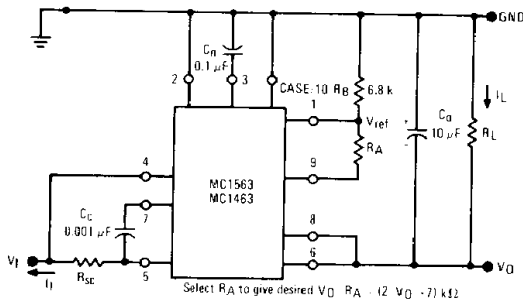 GND
Cn
0.1 µF
2
3
CASE: 10
RB
6.8 k
1
Vref
IL
Co
10 µF
RL
RA
9
4
MC1563
MC1463
7
CC
0.001 µF
8
6
VI
II
RSC
5
VO
Select RA to give desired VO RA · (2 VO -7) kΩ